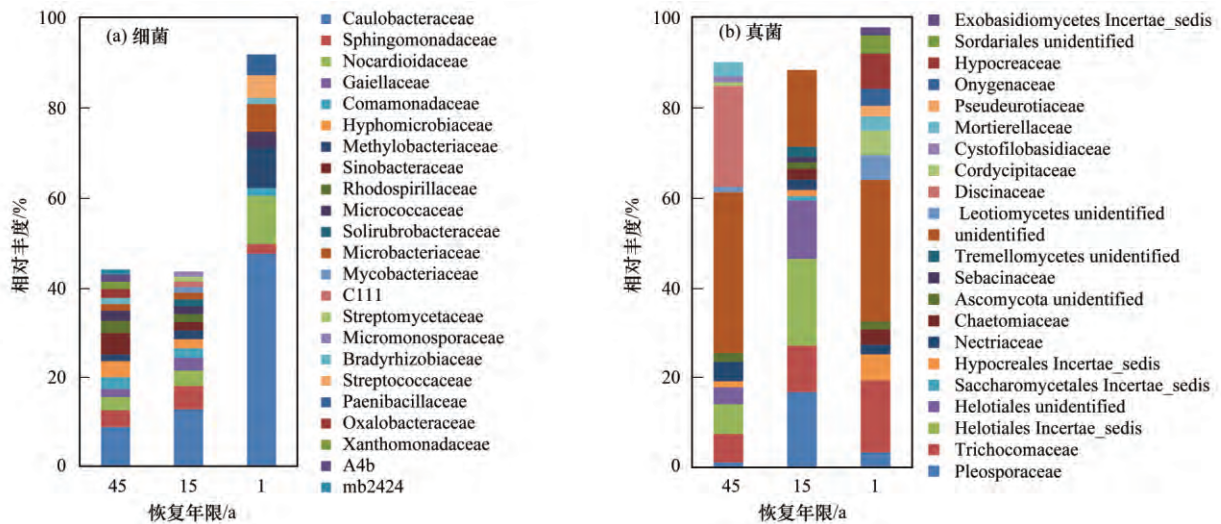 100
80
60
40
20
0
相对丰度/%
(a) 细菌
45
15
1
恢复年限/a
Caulobacteraceae
Sphingomonadaceae
Nocardioidaceae
Gaiellaceae
Comamonadaceae
Hyphomicrobiaceae
Methylobacteriaceae
Sinobacteraceae
Rhodospirillaceae
Micrococcaceae
Solirubrobacteraceae
Microbacteriaceae
Mycobacteriaceae
C111
Streptomycetaceae
Micromonosporaceae
Bradyrhizobiaceae
Streptococcaceae
Paenibacillaceae
Oxalobacteraceae
Xanthomonadaceae
A4b
mb2424
100
80
60
40
20
0
相对丰度/%
(b) 真菌
45
15
1
恢复年限/a
Exobasidiomycetes Incertae_sedis
Sordariales unidentified
Hypocreaceae
Onygenaceae
Pseudeurotiaceae
Mortierellaceae
Cystofilobasidiaceae
Cordycipitaceae
Discinaceae
Leotiomycetes unidentified
unidentified
Tremellomycetes unidentified
Sebacinaceae
Ascomycota unidentified
Chaetomiaceae
Nectriaceae
Hypocreales Incertae_sedis
Saccharomycetales Incertae_sedis
Helotiales unidentified
Helotiales Incertae_sedis
Trichocomaceae
Pleosporaceae